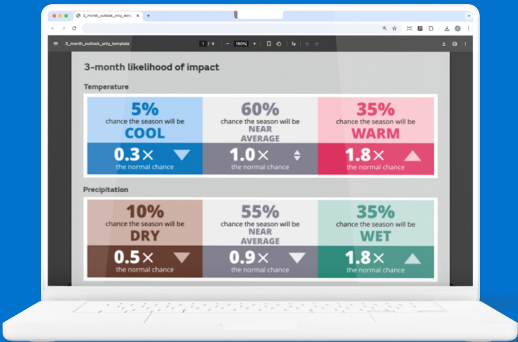 3_month_outlook_only_template
3_month_outlook_only_template
1
150%
3-month likelihood of impact
Temperature
5%
chance the season will be
COOL
0.3×
the normal chance
60%
chance the season will be
NEAR
AVERAGE
1.0×
the normal chance
35%
chance the season will be
WARM
1.8×
the normal chance
Precipitation
10%
chance the season will be
DRY
0.5×
the normal chance
55%
chance the season will be
NEAR
AVERAGE
0.9×
the normal chance
35%
chance the season will be
WET
1.8×
the normal chance